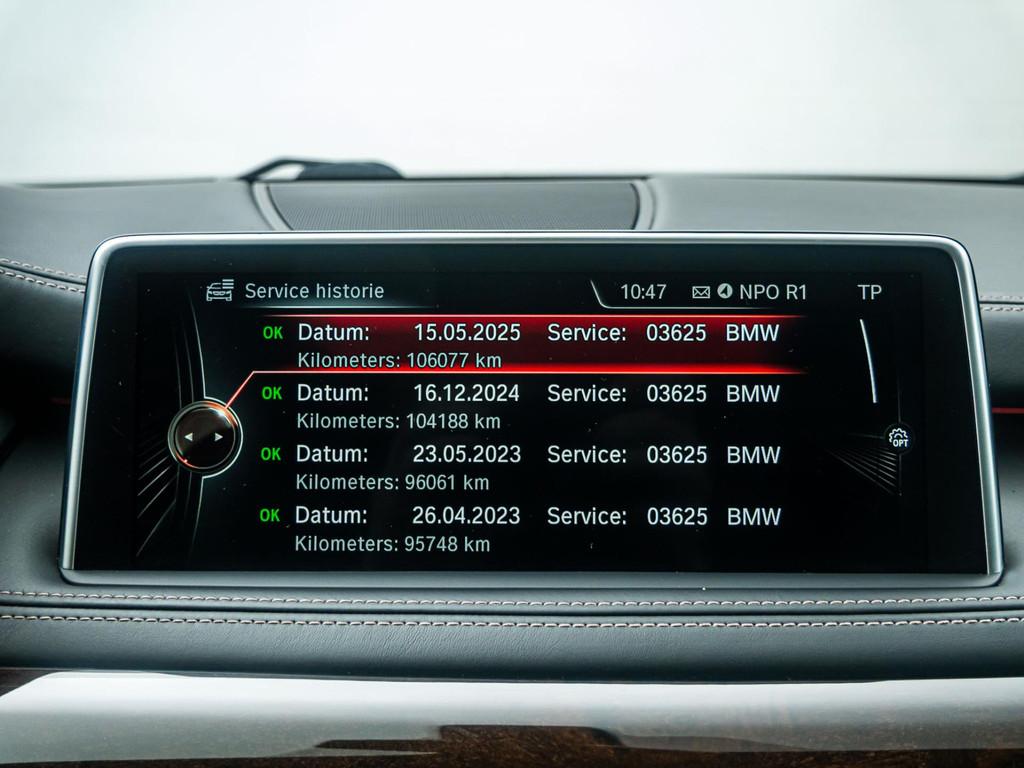 Service historie 10:47 NPO R1 TP
OK Datum: 15.05.2025 Service: 03625 BMW
Kilometers: 106077 km
OK Datum: 16.12.2024 Service: 03625 BMW
Kilometers: 104188 km
OK Datum: 23.05.2023 Service: 03625 BMW
Kilometers: 96061 km
OPT
OK Datum: 26.04.2023 Service: 03625 BMW
Kilometers: 95748 km